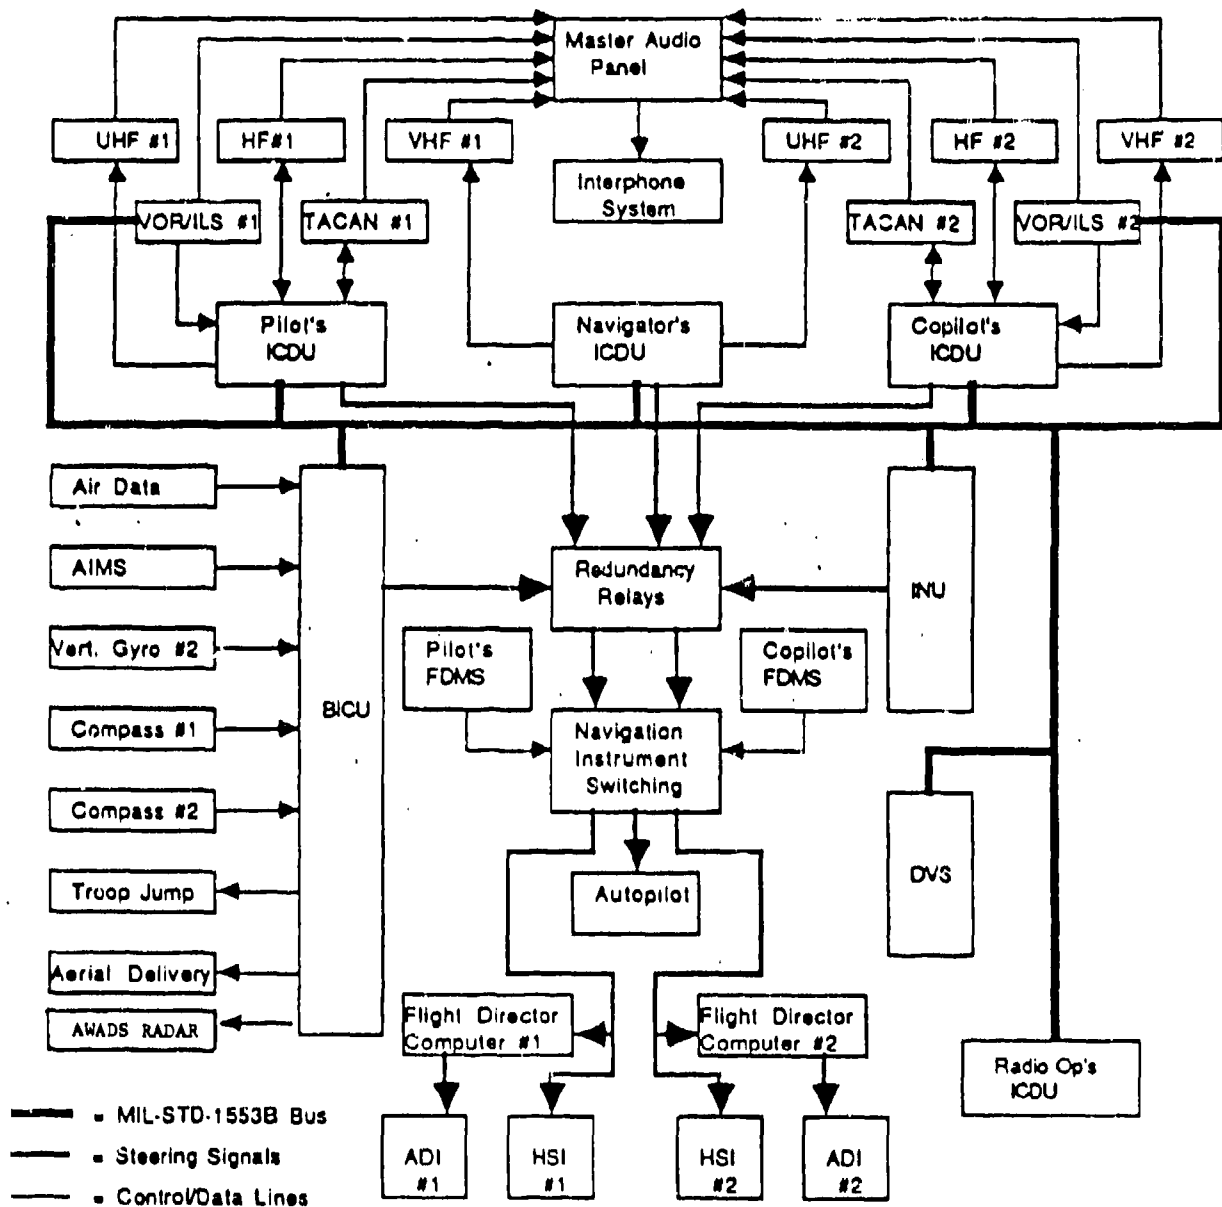 Master Audio
Panel
UHF #1
HF#1
VHF #1
UHF #2
HF #2
VHF #2
Interphone
System
VOR/ILS #1
TACAN #1
TACAN #2
VOR/ILS #2
Pilot's
ICDU
Navigator's
ICDU
Copilot's
ICDU
Air Data
AIMS
Vert. Gyro #2
Compass #1
Compass #2
Troop Jump
Aerial Delivery
AWADS RADAR
BICU
Redundancy
Relays
INU
Pilot's
FDMS
Copilot's
FDMS
Navigation
Instrument
Switching
Autopilot
DVS
Flight Director
Computer #1
Flight Director
Computer #2
Radio Op's
ICDU
ADI
#1
HSI
#1
HSI
#2
ADI
#2
= MIL-STD-1553B Bus
= Steering Signals
= Control/Data Lines